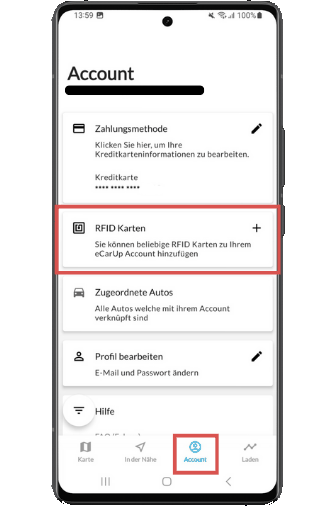 13:59
100%
Account
Zahlungsmethode
Klicken Sie hier, um Ihre
Kreditkarteninformationen zu bearbeiten.
Kreditkarte
**** **** ****
RFID Karten
Sie können beliebige RFID Karten zu Ihrem
eCarUp Account hinzufügen
Zugeordnete Autos
Alle Autos welche mit ihrem Account
verknüpft sind
Profil bearbeiten
E-Mail und Passwort ändern
Hilfe
Karte
In der Nähe
Account
Laden